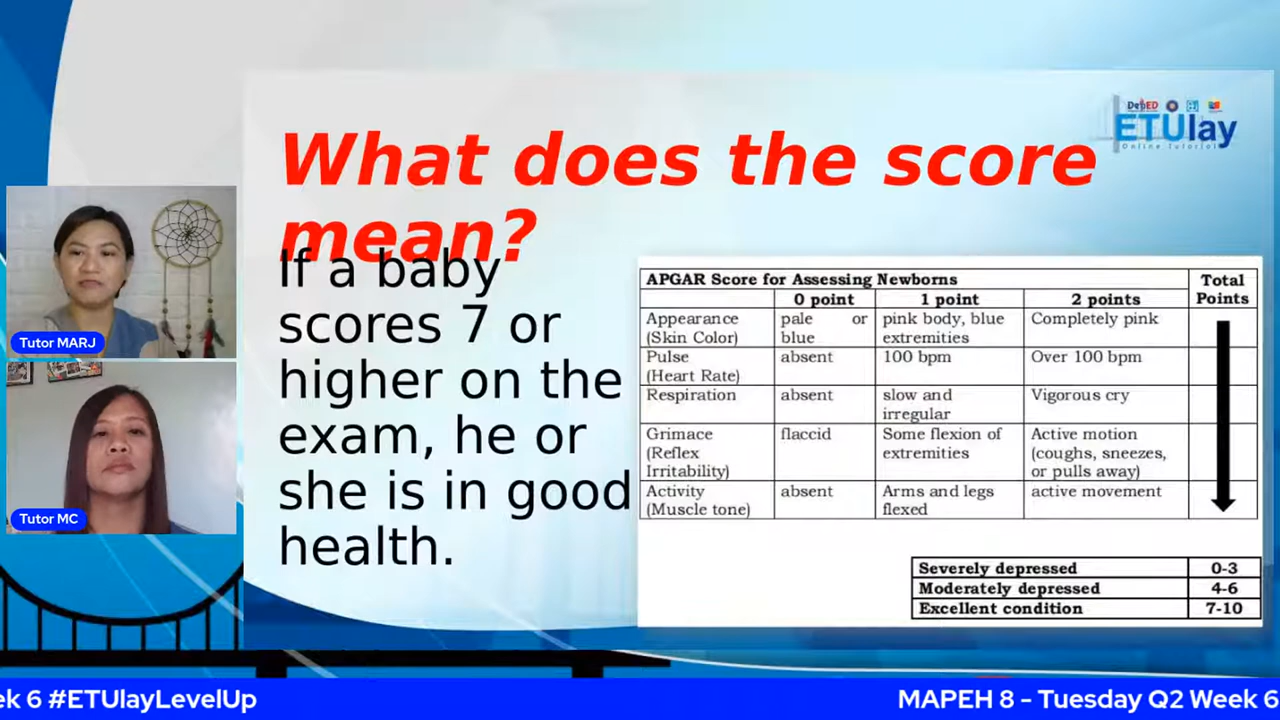 DepED
ETUlay
Online Tutorial
What does the score
mean?
If a baby
scores 7 or
higher on the
exam, he or
she is in good
health.
Tutor MARJ
Tutor MC
APGAR Score for Assessing Newborns
Total Points
0 point
1 point
2 points
Appearance (Skin Color)
pale or blue
pink body, blue extremities
Completely pink
Pulse (Heart Rate)
absent
100 bpm
Over 100 bpm
Respiration
absent
slow and irregular
Vigorous cry
Grimace (Reflex Irritability)
flaccid
Some flexion of extremities
Active motion (coughs, sneezes, or pulls away)
Activity (Muscle tone)
absent
Arms and legs flexed
active movement
Severely depressed 0-3
Moderately depressed 4-6
Excellent condition 7-10
ek 6 #ETUlayLevelUp
MAPEH 8 - Tuesday Q2 Week 6